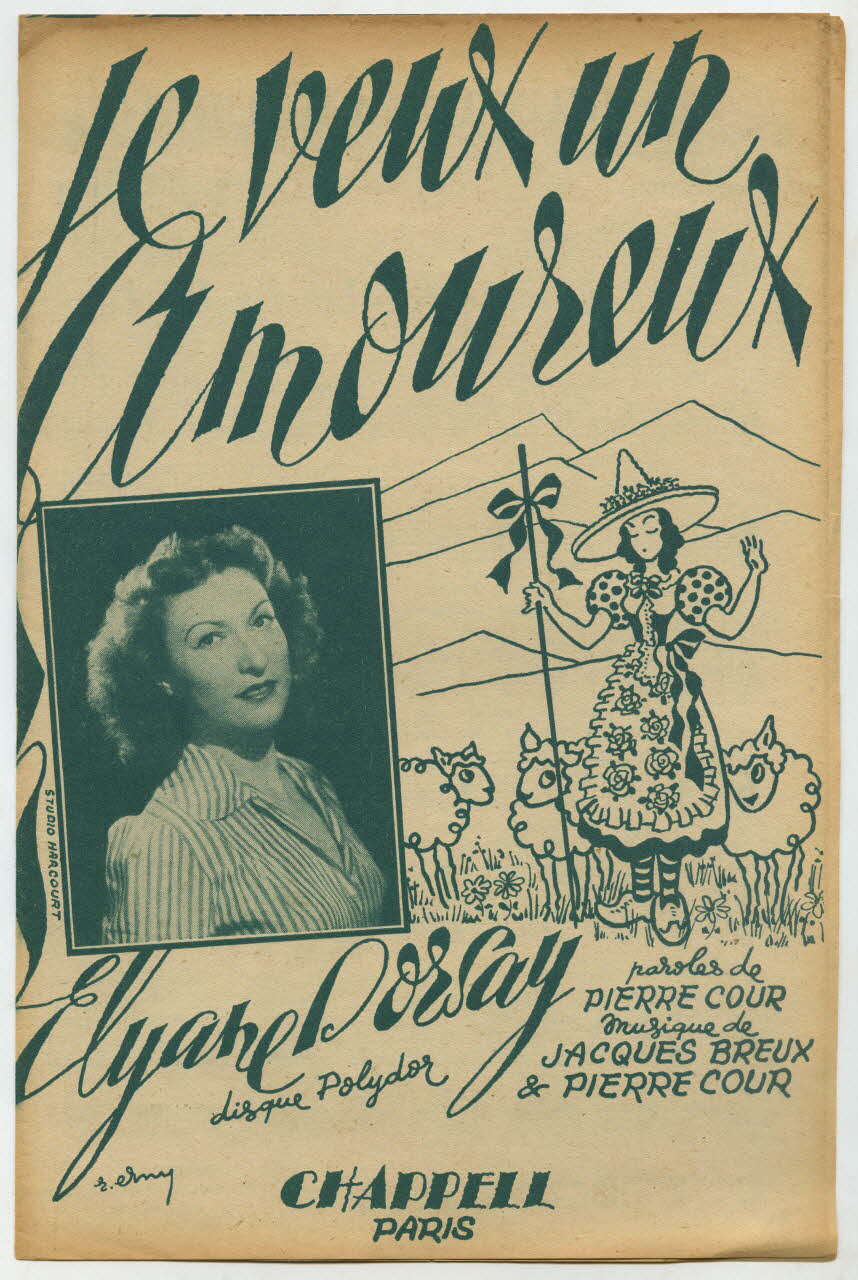 Je veux un
Amoureux
STUDIO HARCOURT
Elyane Dorsay
disque Polydor
paroles de
PIERRE COUR
musique de
JACQUES BREUX
& PIERRE COUR
r. erny
CHAPPELL
PARIS